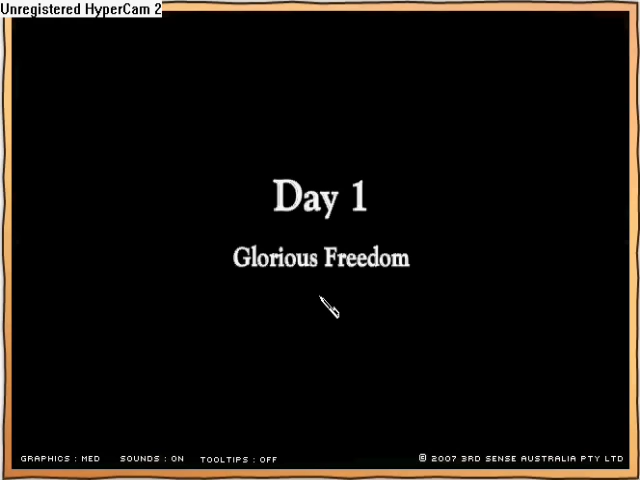 Unregistered HyperCam 2
Day 1
Glorious Freedom
GRAPHICS : MED SOUNDS : ON TOOLTIPS : OFF © 2007 3RD SENSE AUSTRALIA PTY LTD